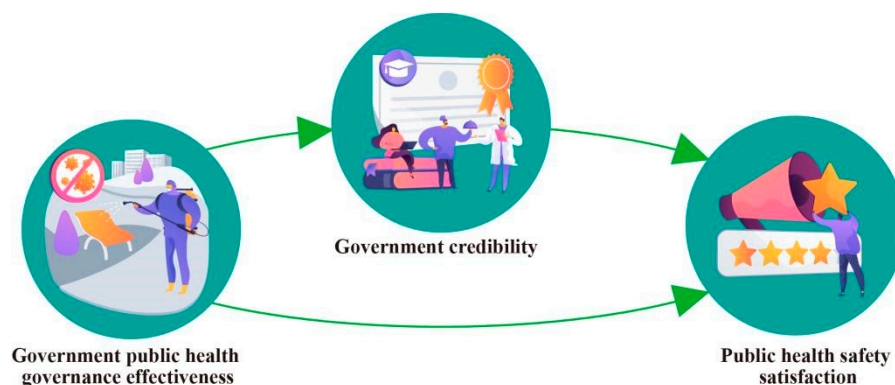 Government credibility
Government public health
governance effectiveness
Public health safety
satisfaction